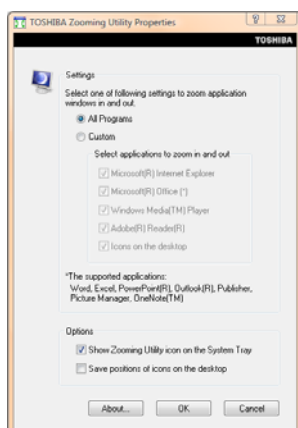 TOSHIBA Zooming Utility Properties
TOSHIBA
Settings
Select one of following settings to zoom application
windows in and out.
All Programs
Custom
Select applications to zoom in and out
Microsoft(R) Internet Explorer
Microsoft(R) Office (*)
Windows Media(TM) Player
Adobe(R) Reader(R)
Icons on the desktop
*The supported applications:
Word, Excel, PowerPoint(R), Outlook(R), Publisher,
Picture Manager, OneNote(TM)
Options
Show Zooming Utility icon on the System Tray
Save positions of icons on the desktop
About... OK Cancel